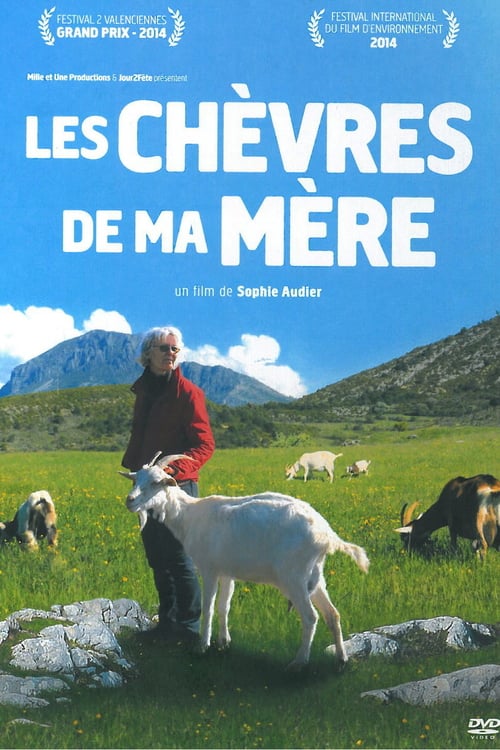 FESTIVAL 2 VALENCIENNES
GRAND PRIX - 2014
FESTIVAL INTERNATIONAL
DU FILM D'ENVIRONNEMENT
2014
Mille et Une Productions & Jour2Fête présentent
LES CHÈVRES
DE MA MÈRE
un film de Sophie Audier
DVD
VIDEO